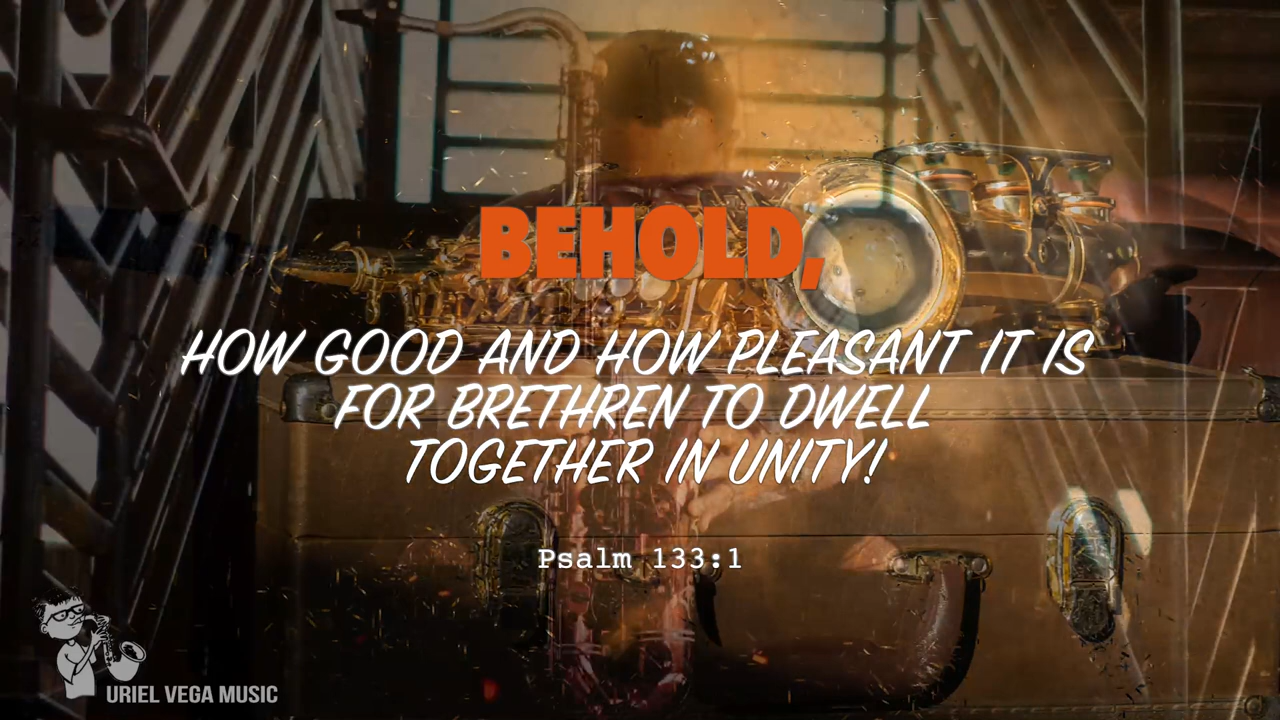 BEHOLD,
HOW GOOD AND HOW PLEASANT IT IS
FOR BRETHREN TO DWELL
TOGETHER IN UNITY!
Psalm 133:1
URIEL VEGA MUSIC